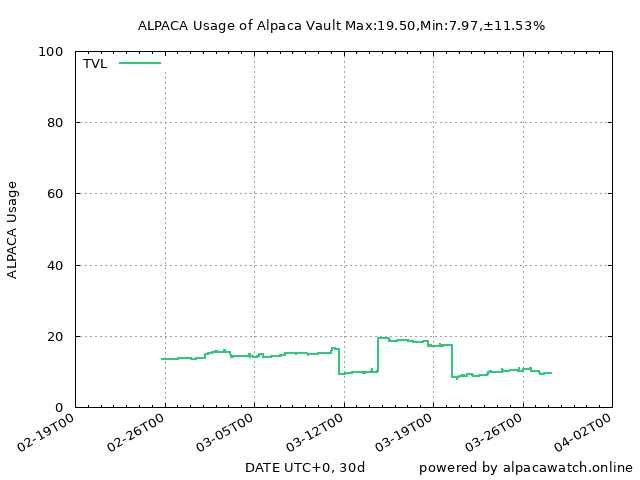 ALPACA Usage of Alpaca Vault Max:19.50,Min:7.97,±11.53%
TVL
100
80
60
40
20
0
ALPACA Usage
02-19T00
02-26T00
03-05T00
03-12T00
03-19T00
03-26T00
04-02T00
DATE UTC+0, 30d
powered by alpacawatch.online